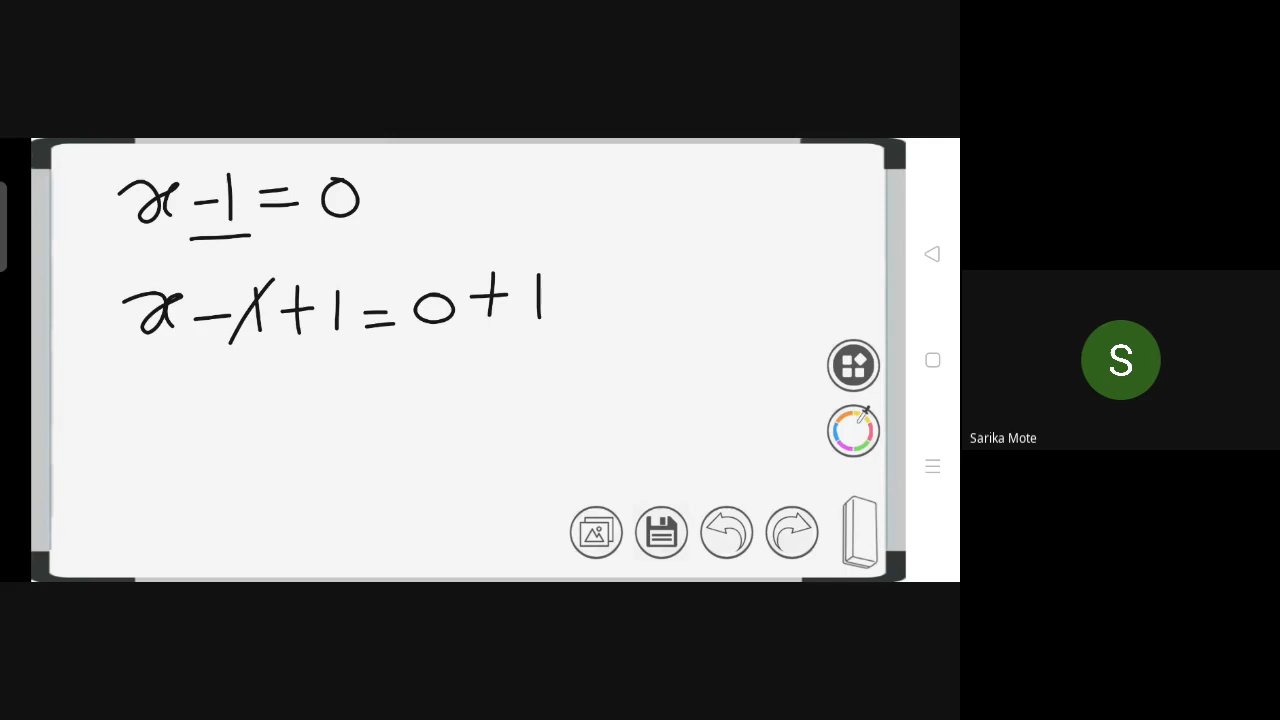 x - 1 = 0
x - 1 + 1 = 0 + 1
S
Sarika Mote